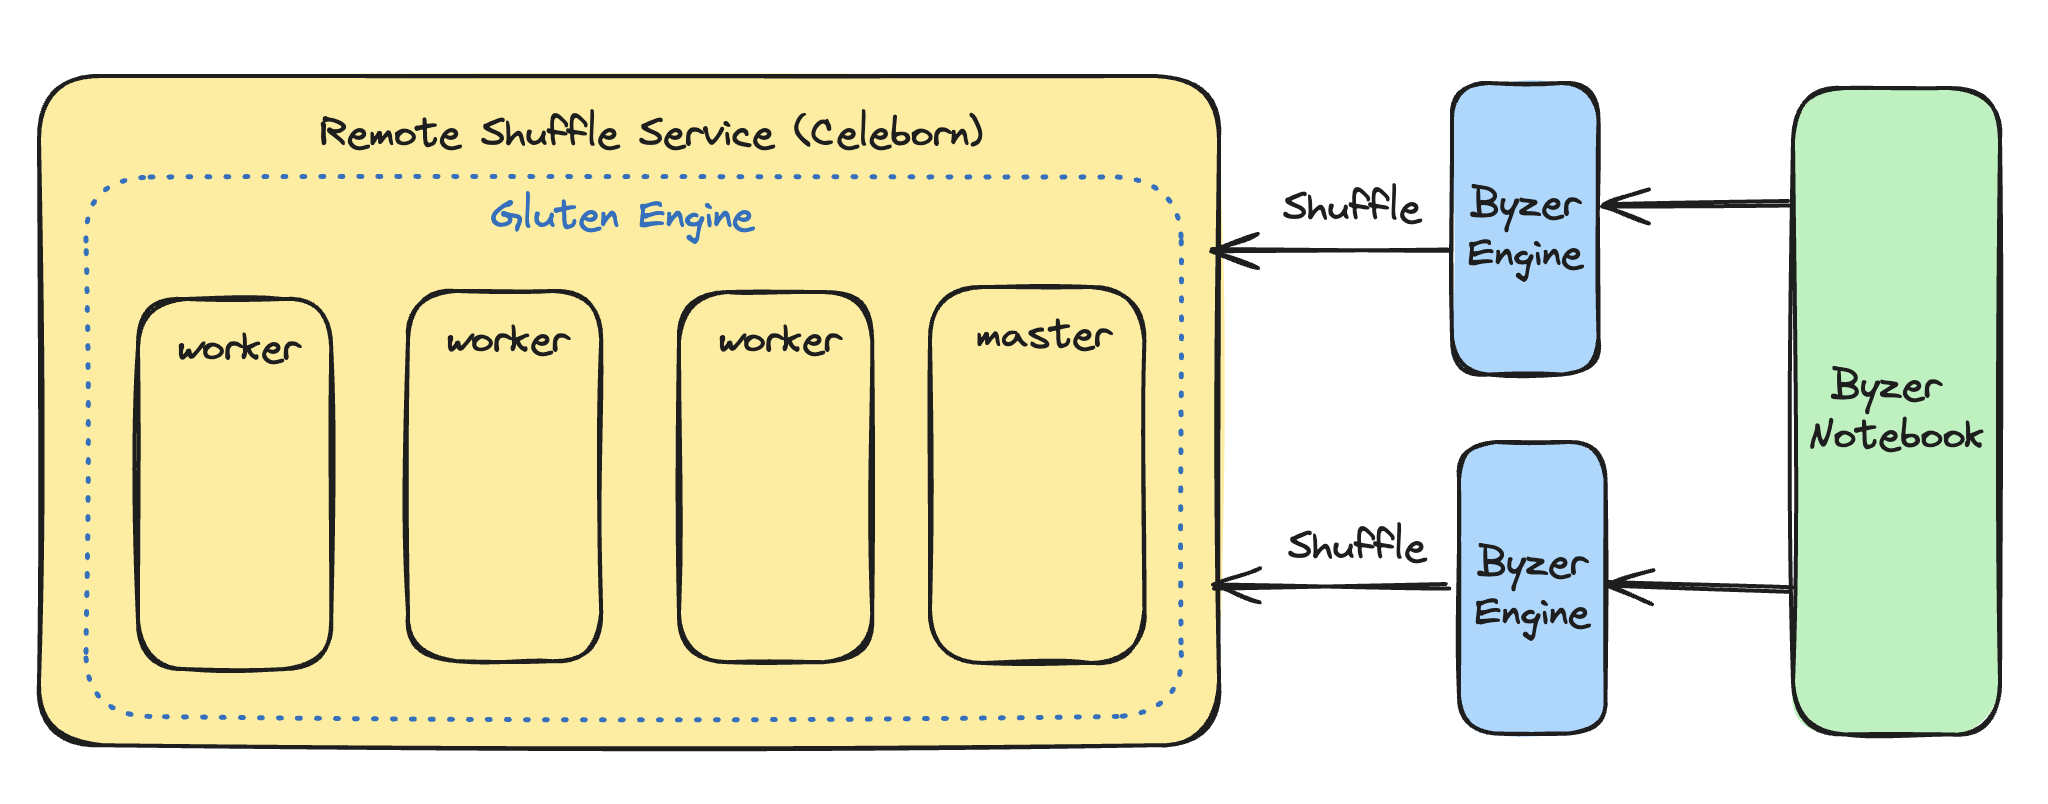 Remote Shuffle Service (Celeborn)
Gluten Engine
worker
worker
worker
master
Shuffle
Byzer
Engine
Shuffle
Byzer
Engine
Byzer
Notebook